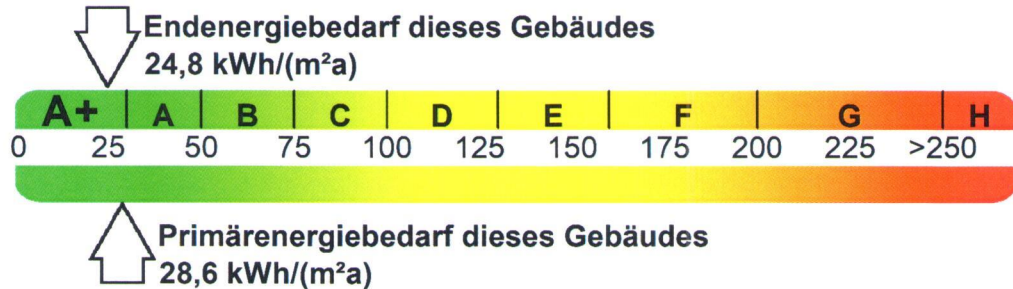 Endenergiebedarf dieses Gebäudes
24,8 kWh/(m²a)
A+ A B C D E F G H
0 25 50 75 100 125 150 175 200 225 >250
Primärenergiebedarf dieses Gebäudes
28,6 kWh/(m²a)